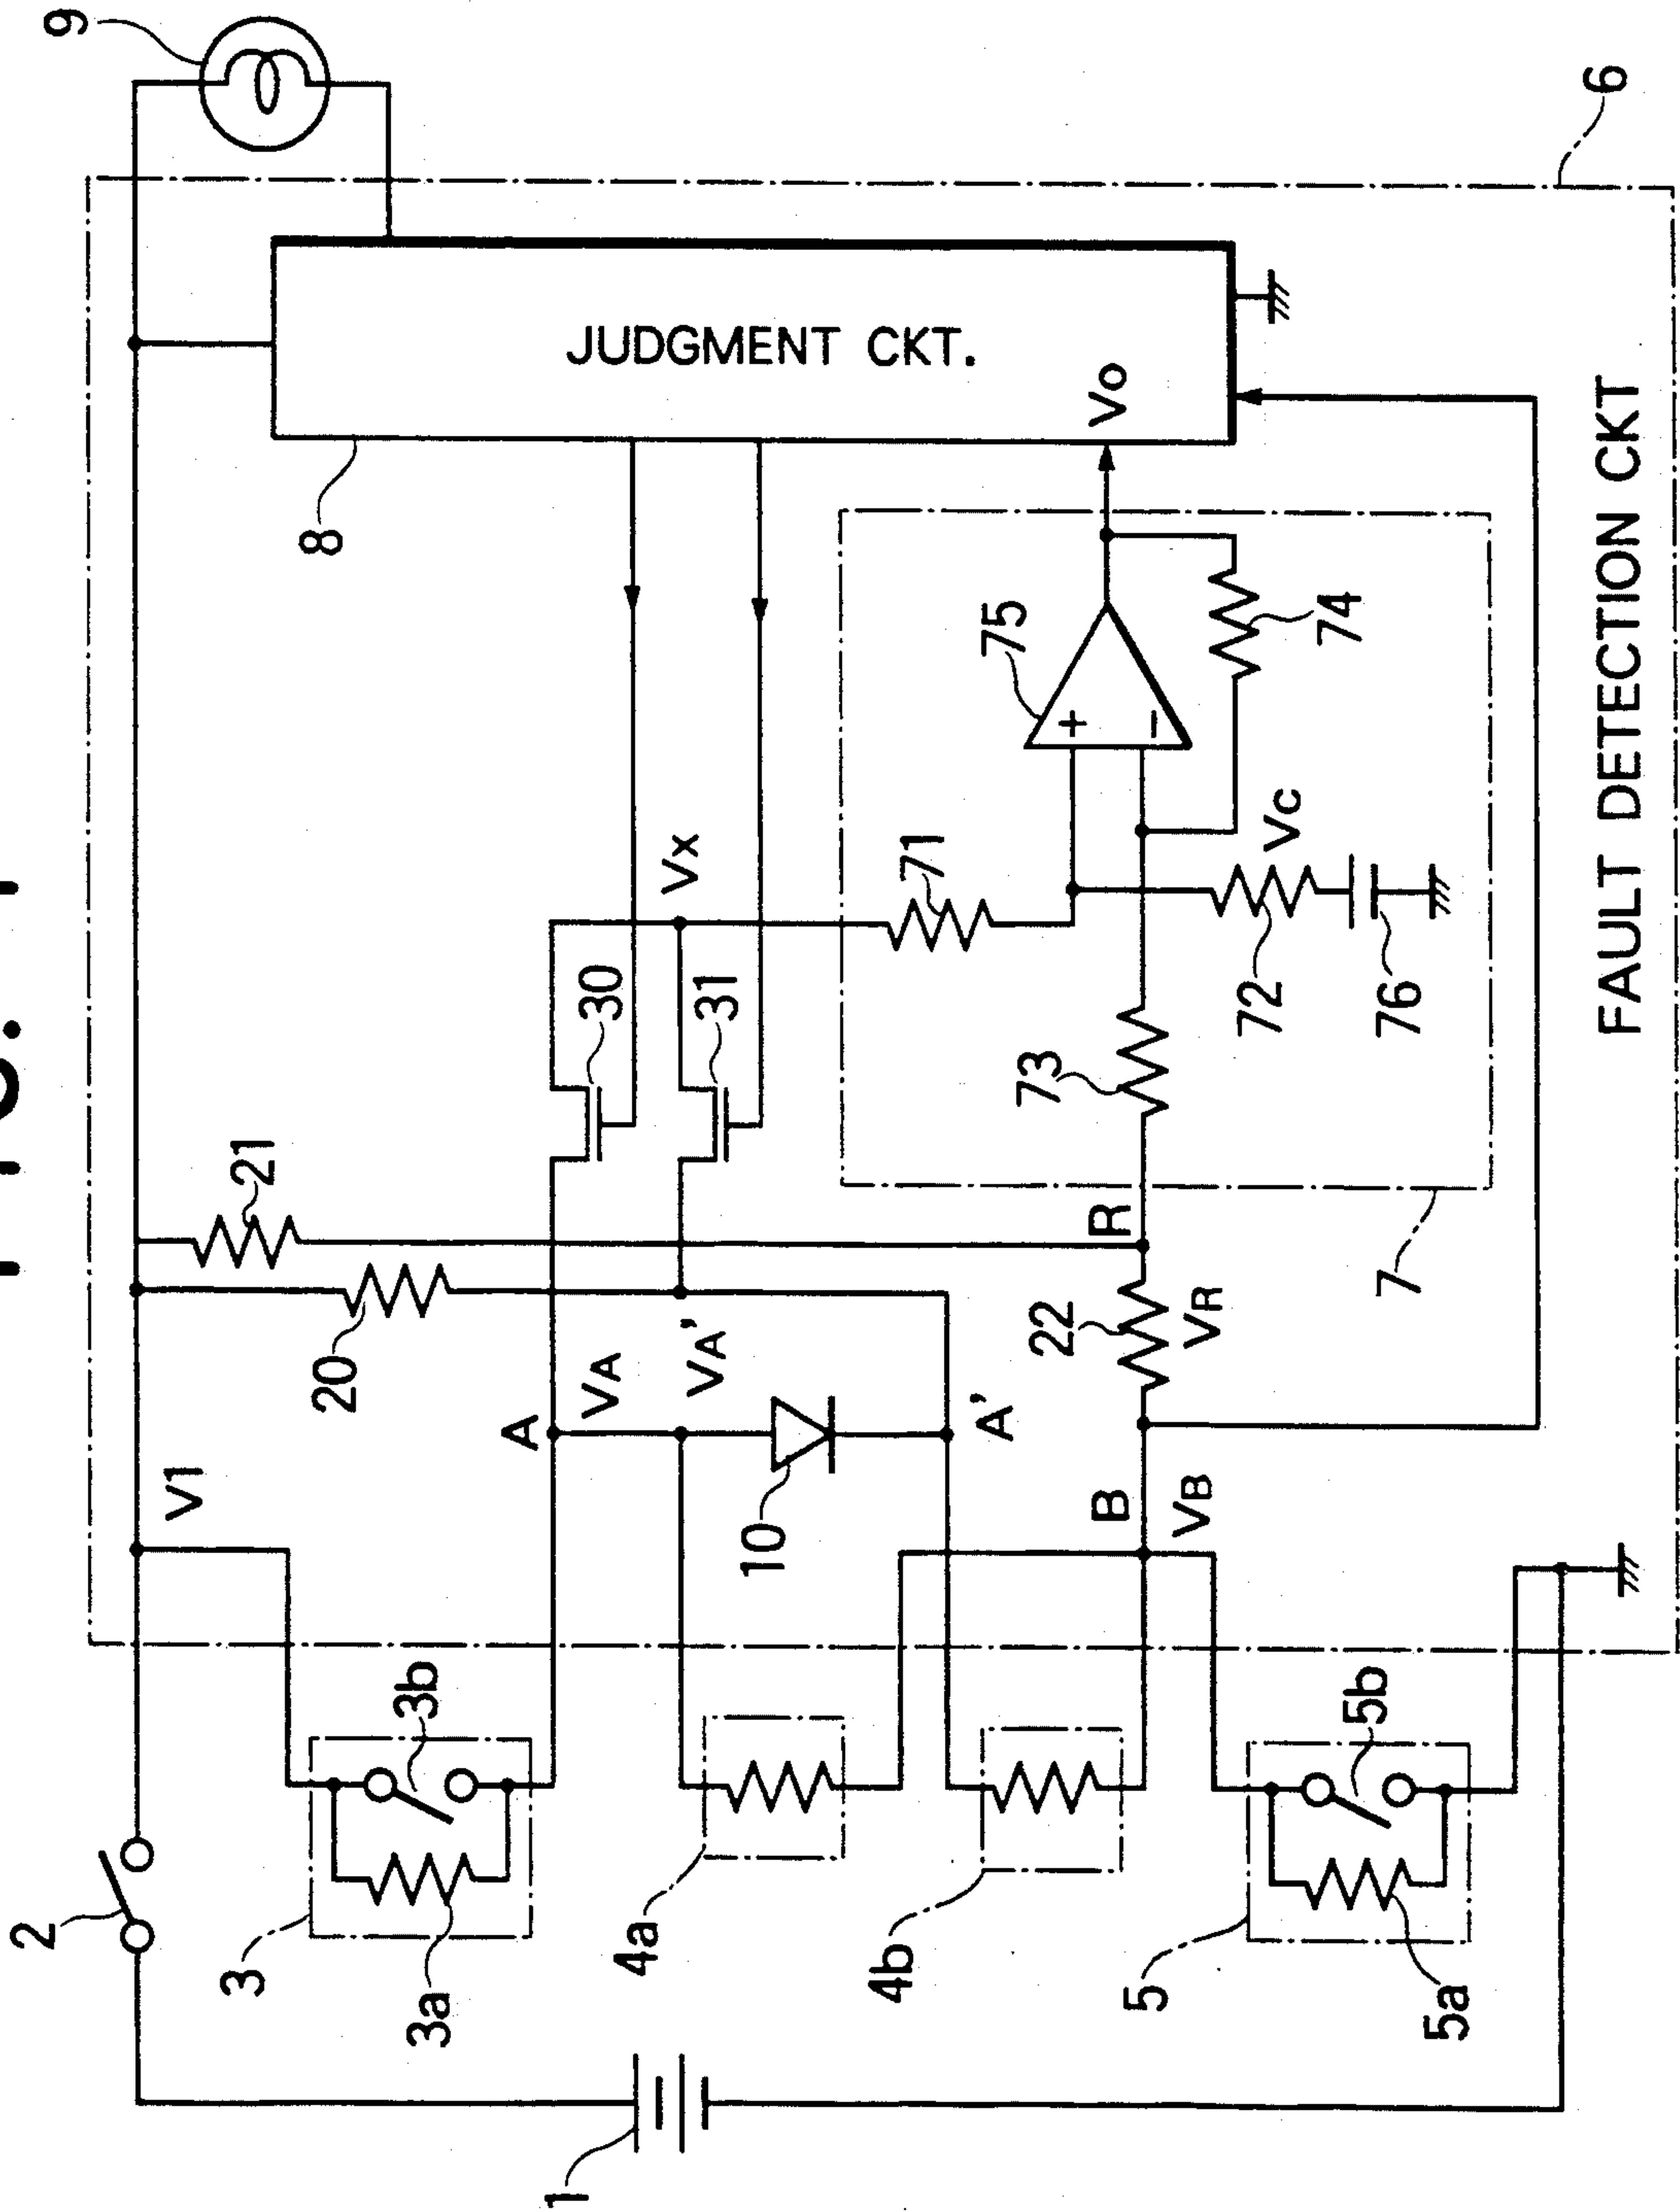 FIG. 1
9
6
2
V1
21
8
JUDGMENT CKT.
3
3b
3a
A
VA
20
30
VX
VA'
31
4a
10
A'
71
75
VO
4b
B
VB
22
VR
R
73
72
VC
76
74
5
5b
5a
7
1
FAULT DETECTION CKT